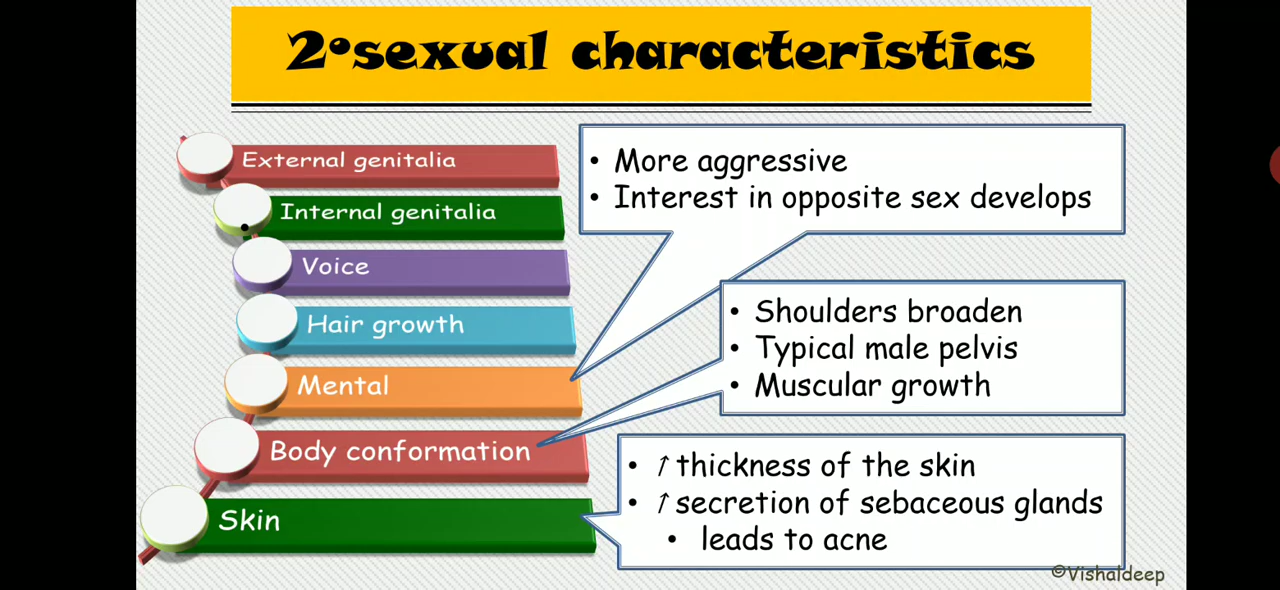 2°sexual characteristics
External genitalia
Internal genitalia
Voice
Hair growth
Mental
Body conformation
Skin
• More aggressive
• Interest in opposite sex develops
• Shoulders broaden
• Typical male pelvis
• Muscular growth
• ↑ thickness of the skin
• ↑ secretion of sebaceous glands
• leads to acne
©Vishaldeep